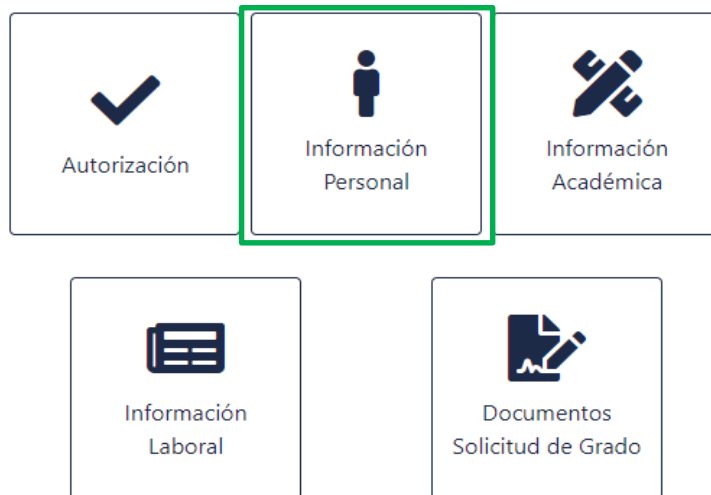 Autorización
Información
Personal
Información
Académica
Información
Laboral
Documentos
Solicitud de Grado